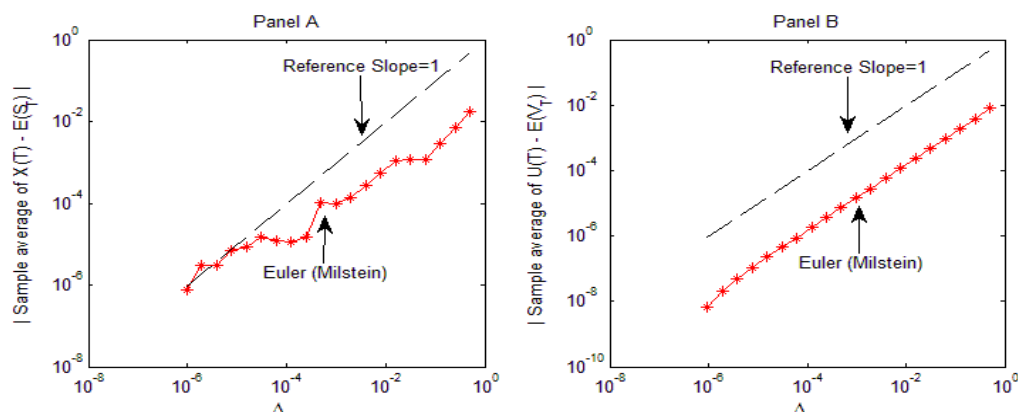 Panel A
| Sample average of X(T) - E(S_T) |
10^0
10^-2
10^-4
10^-6
10^-8
Reference Slope=1
Euler (Milstein)
10^-8
10^-6
10^-4
10^-2
10^0
Δ
Panel B
| Sample average of U(T) - E(V_T) |
10^0
10^-2
10^-4
10^-6
10^-8
10^-10
Reference Slope=1
Euler (Milstein)
10^-8
10^-6
10^-4
10^-2
10^0
Δ